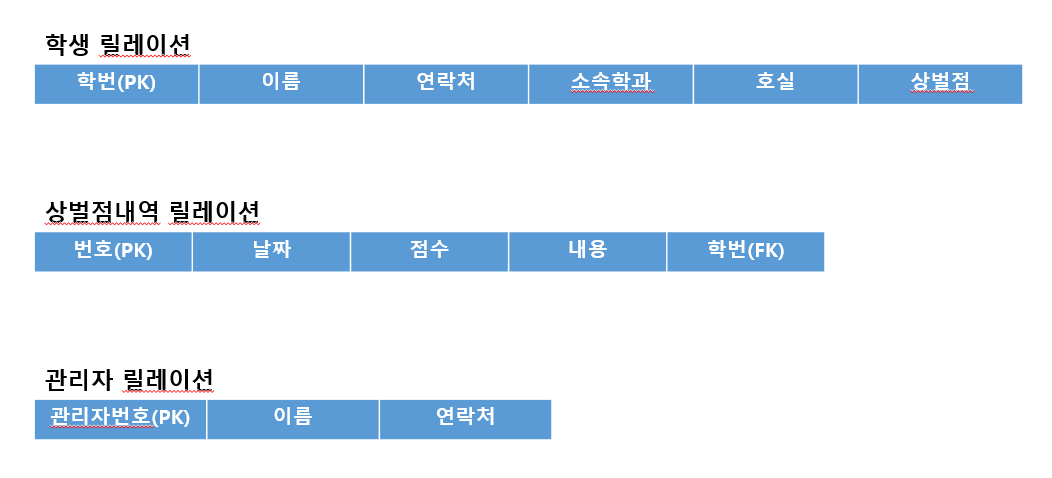 학생 릴레이션
학번(PK) 이름 연락처 소속학과 호실 상벌점
상벌점내역 릴레이션
번호(PK) 날짜 점수 내용 학번(FK)
관리자 릴레이션
관리자번호(PK) 이름 연락처